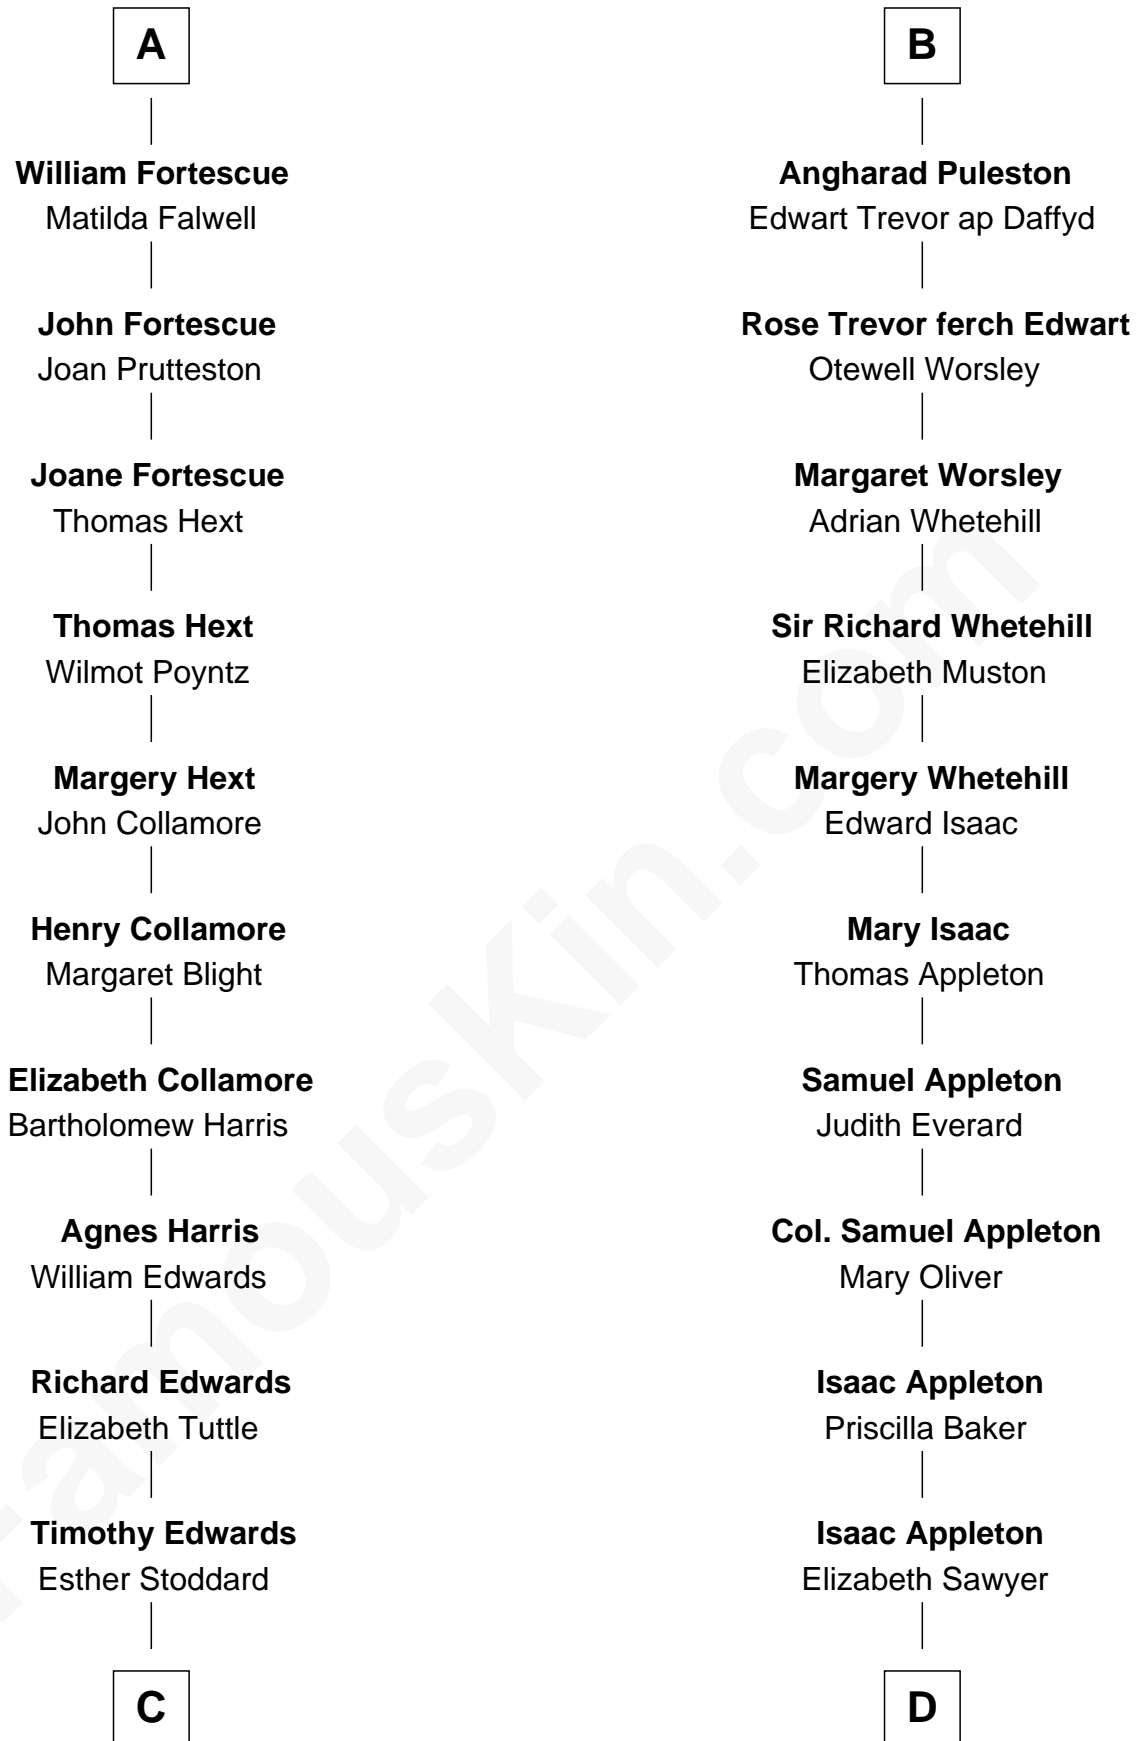 A
William Fortescue
Matilda Falwell
John Fortescue
Joan Prutteston
Joane Fortescue
Thomas Hext
Thomas Hext
Wilmot Poyntz
Margery Hext
John Collamore
Henry Collamore
Margaret Blight
Elizabeth Collamore
Bartholomew Harris
Agnes Harris
William Edwards
Richard Edwards
Elizabeth Tuttle
Timothy Edwards
Esther Stoddard
C
B
Angharad Puleston
Edwart Trevor ap Daffyd
Rose Trevor ferch Edwart
Otewell Worsley
Margaret Worsley
Adrian Whetehill
Sir Richard Whetehill
Elizabeth Muston
Margery Whetehill
Edward Isaac
Mary Isaac
Thomas Appleton
Samuel Appleton
Judith Everard
Col. Samuel Appleton
Mary Oliver
Isaac Appleton
Priscilla Baker
Isaac Appleton
Elizabeth Sawyer
D
FamousKin.com